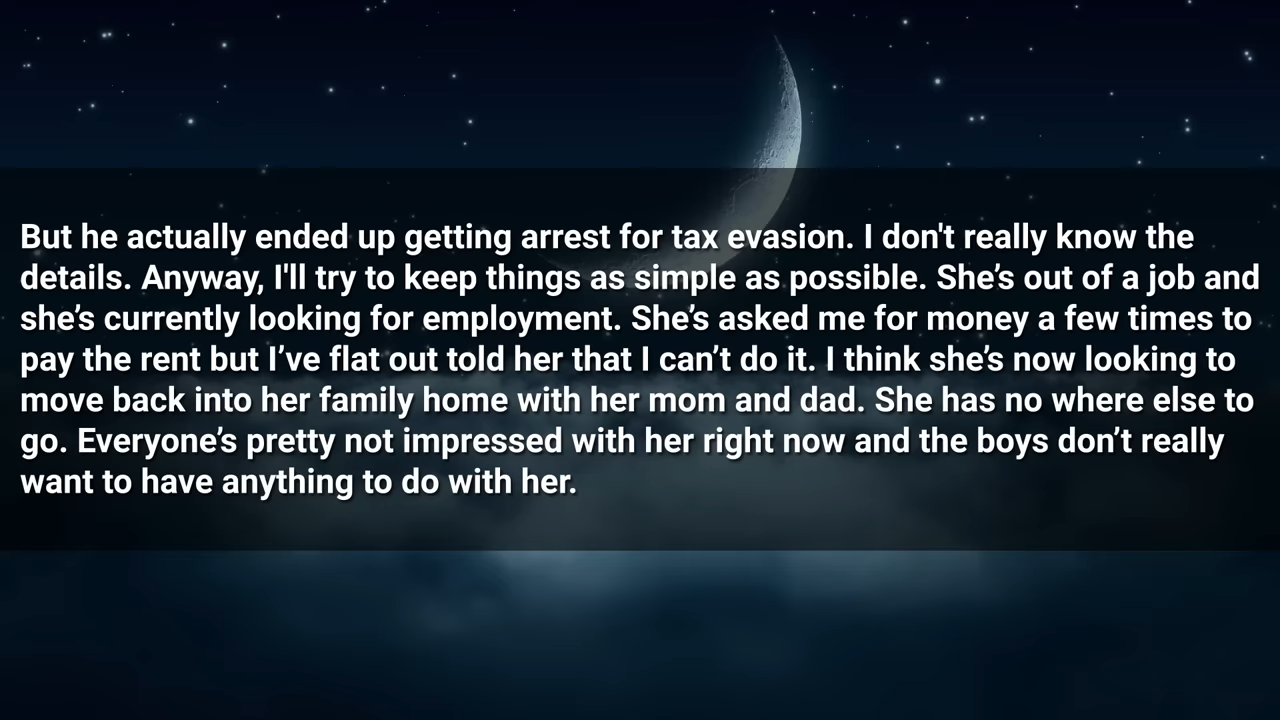 But he actually ended up getting arrest for tax evasion. I don't really know the
details. Anyway, I'll try to keep things as simple as possible. She’s out of a job and
she’s currently looking for employment. She’s asked me for money a few times to
pay the rent but I’ve flat out told her that I can’t do it. I think she’s now looking to
move back into her family home with her mom and dad. She has no where else to
go. Everyone’s pretty not impressed with her right now and the boys don’t really
want to have anything to do with her.